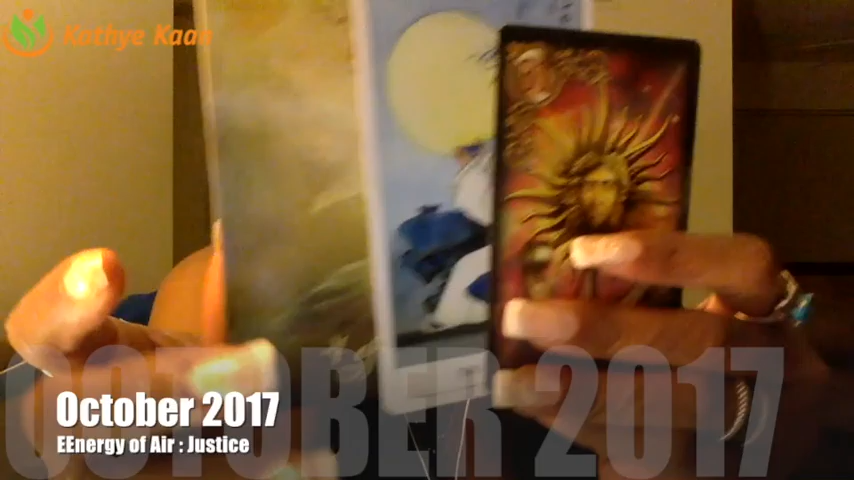 Kathye Kaan
October 2017
EEnergy of Air : Justice
OCTOBER 2017